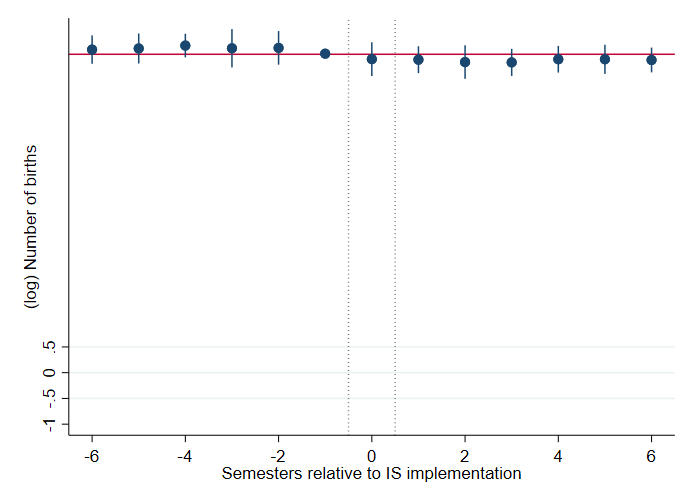 (log) Number of births
.5
0
-.5
-1
-6 -4 -2 0 2 4 6
Semesters relative to IS implementation